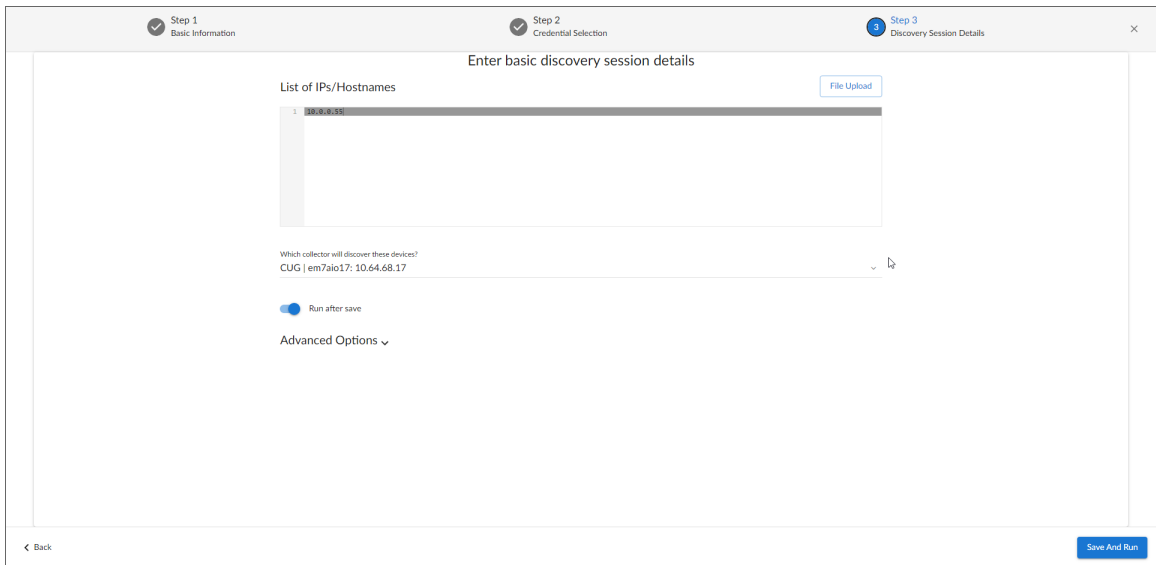 Step 1
Basic Information
Step 2
Credential Selection
3
Step 3
Discovery Session Details
Enter basic discovery session details
List of IPs/Hostnames
File Upload
1 10.0.0.55
Which collector will discover these devices?
CUG | em7aio17: 10.64.68.17
Run after save
Advanced Options
Back
Save And Run